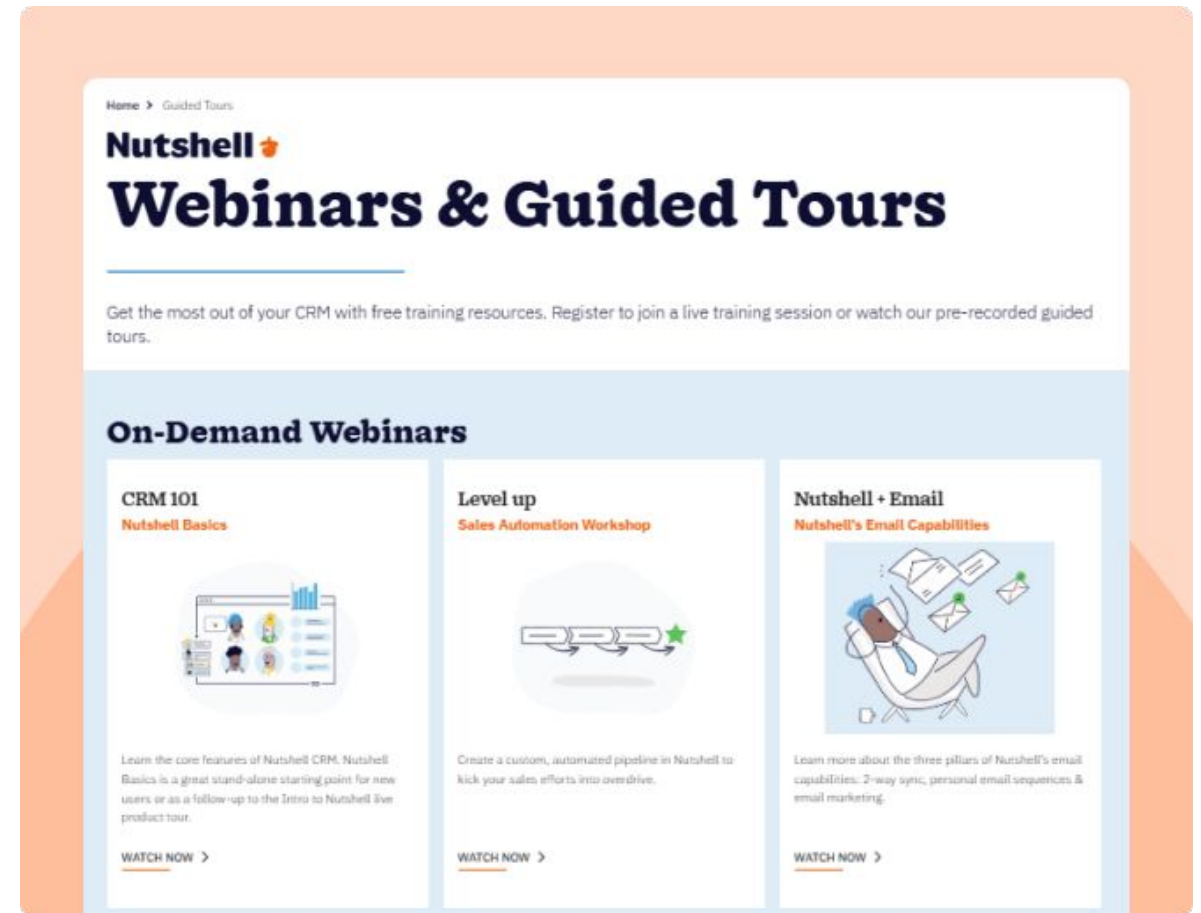 Home > Guided Tours
Nutshell
Webinars & Guided Tours
Get the most out of your CRM with free training resources. Register to join a live training session or watch our pre-recorded guided
tours.
On-Demand Webinars
CRM 101
Nutshell Basics
Learn the core features of Nutshell CRM. Nutshell
Basics is a great stand-alone starting point for new
users or as a follow-up to the Intro to Nutshell live
product tour.
WATCH NOW >
Level up
Sales Automation Workshop
Create a custom, automated pipeline in Nutshell to
kick your sales efforts into overdrive.
WATCH NOW >
Nutshell + Email
Nutshell's Email Capabilities
Learn more about the three pillars of Nutshell's email
capabilities: 2-way sync, personal email sequences &
email marketing.
WATCH NOW >